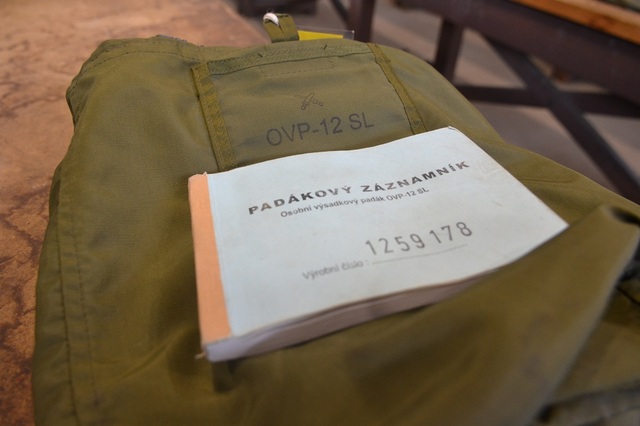 OVP-12 SL
PADÁKOVÝ ZÁZNAMNÍK
Osobní výsadkový padák OVP-12 SL
1259178
Výrobní číslo :